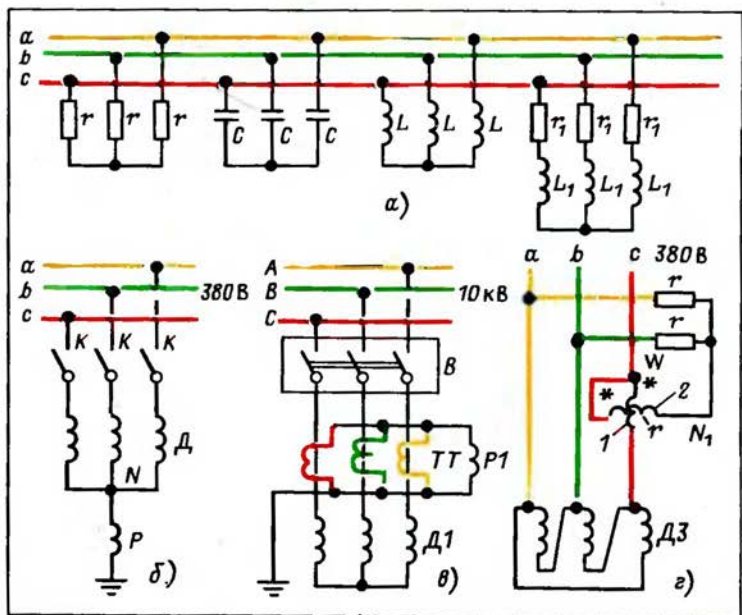 a
b
c
r r r
C C C
L L L
r₁ r₁ r₁
L₁ L₁ L₁
а)
a
b 380 В
c
К К К
Д
N
Р
б.)
A
B 10 кВ
C
В
ТТ Р1
Д1
в)
a b c 380 В
r
r
W
* *
2
1 r N₁
Д3
г)